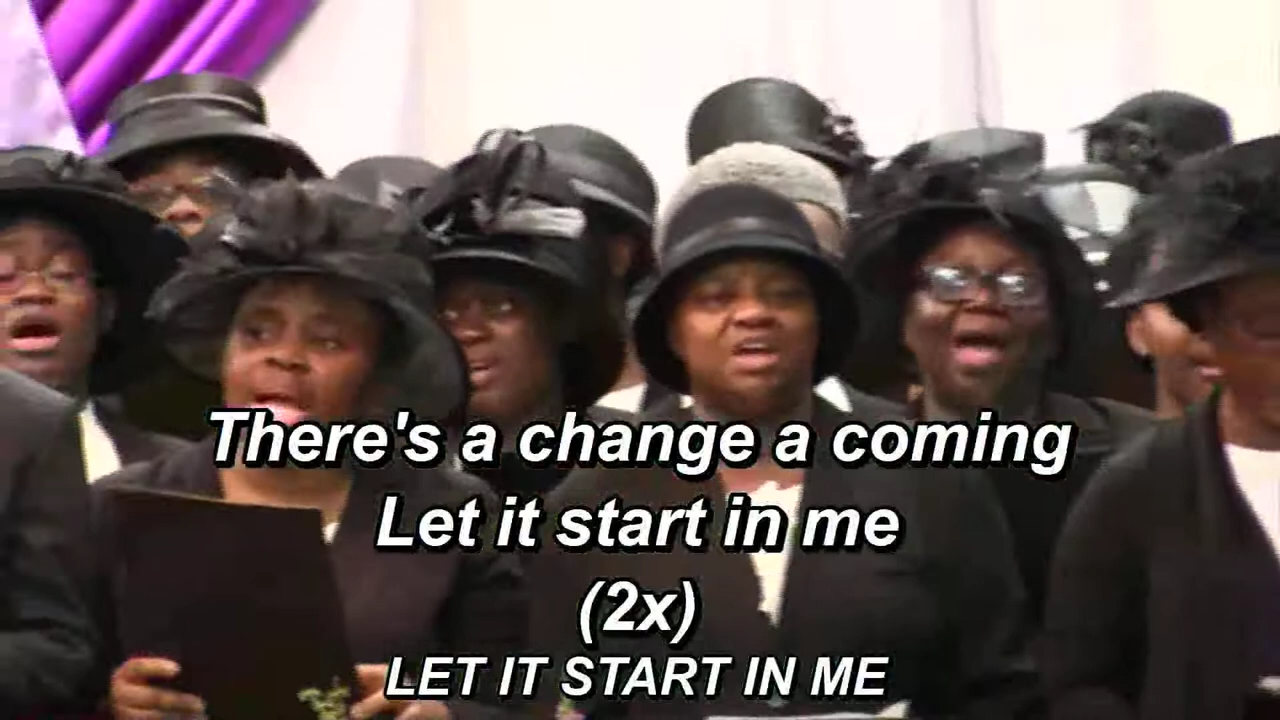 There's a change a coming
Let it start in me
(2x)
LET IT START IN ME